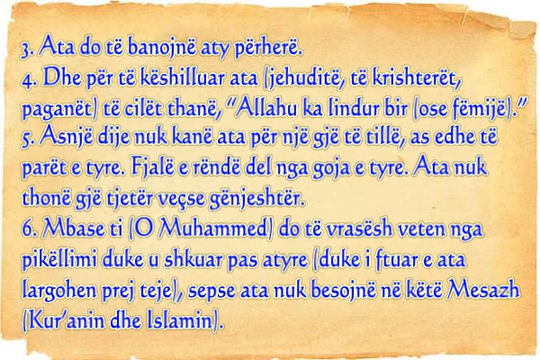 3. Ata do të banojnë aty përherë.
4. Dhe për të këshilluar ata (jehuditë, të krishterët,
paganët) të cilët thanë, “Allahu ka lindur bir (ose fëmijë).”
5. Asnjë dije nuk kanë ata për një gjë të tillë, as edhe të
parët e tyre. Fjalë e rëndë del nga goja e tyre. Ata nuk
thonë gjë tjetër veçse gënjeshtër.
6. Mbase ti (O Muhammed) do të vrasësh veten nga
pikëllimi duke u shkuar pas atyre (duke i ftuar e ata
largohen prej teje), sepse ata nuk besojnë në këtë Mesazh
(Kur’anin dhe Islamin).